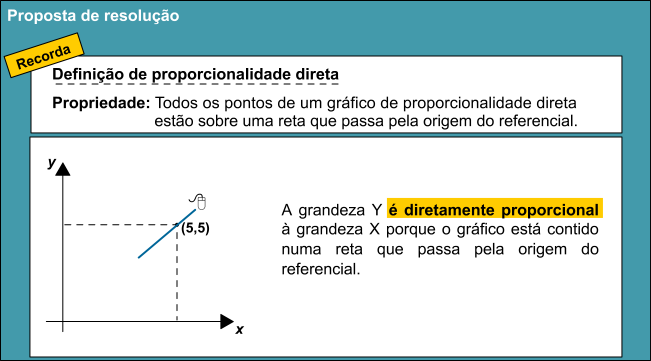 Proposta de resolução
Recorda
Definição de proporcionalidade direta
Propriedade: Todos os pontos de um gráfico de proporcionalidade direta
estão sobre uma reta que passa pela origem do referencial.
y
(5,5)
x
A grandeza Y é diretamente proporcional
à grandeza X porque o gráfico está contido
numa reta que passa pela origem do
referencial.